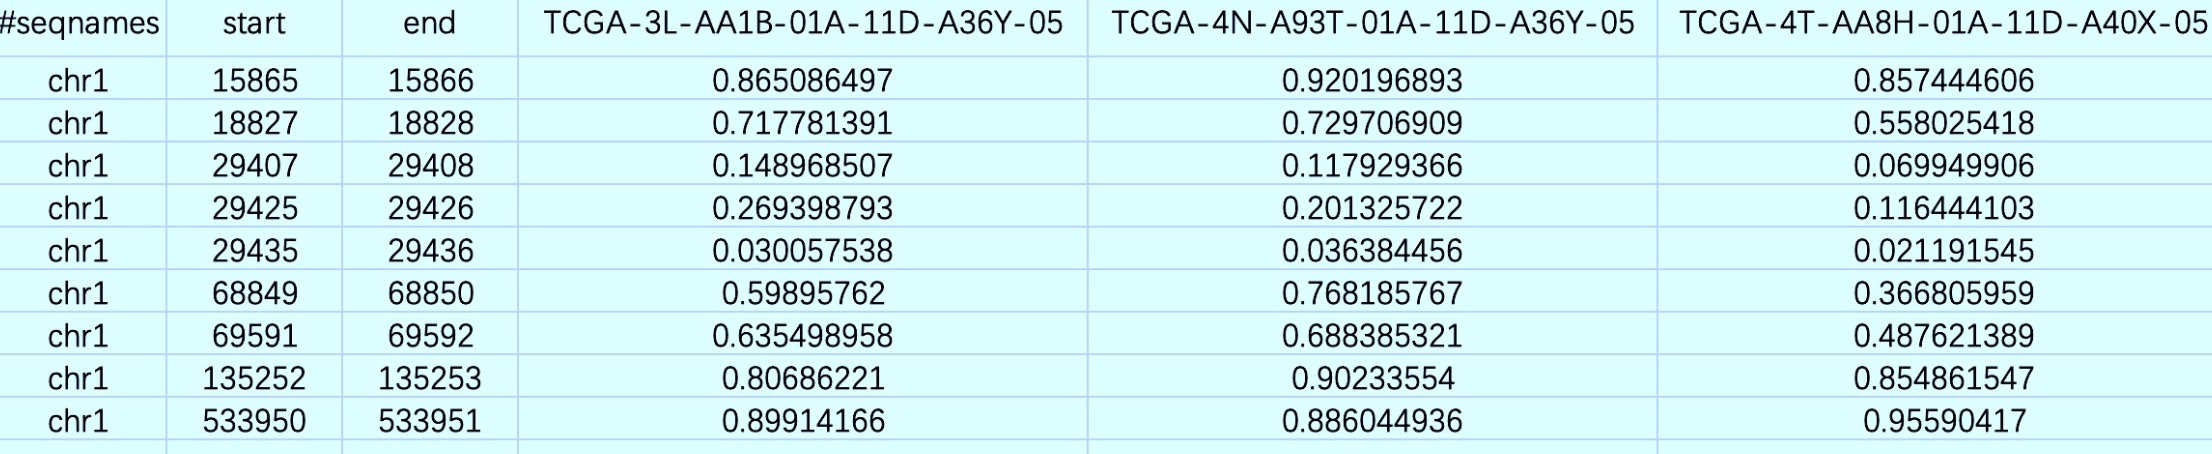 #seqnames start end TCGA-3L-AA1B-01A-11D-A36Y-05 TCGA-4N-A93T-01A-11D-A36Y-05 TCGA-4T-AA8H-01A-11D-A40X-05
chr1 15865 15866 0.865086497 0.920196893 0.857444606
chr1 18827 18828 0.717781391 0.729706909 0.558025418
chr1 29407 29408 0.148968507 0.117929366 0.069949906
chr1 29425 29426 0.269398793 0.201325722 0.116444103
chr1 29435 29436 0.030057538 0.036384456 0.021191545
chr1 68849 68850 0.59895762 0.768185767 0.366805959
chr1 69591 69592 0.635498958 0.688385321 0.487621389
chr1 135252 135253 0.80686221 0.90233554 0.854861547
chr1 533950 533951 0.89914166 0.886044936 0.95590417